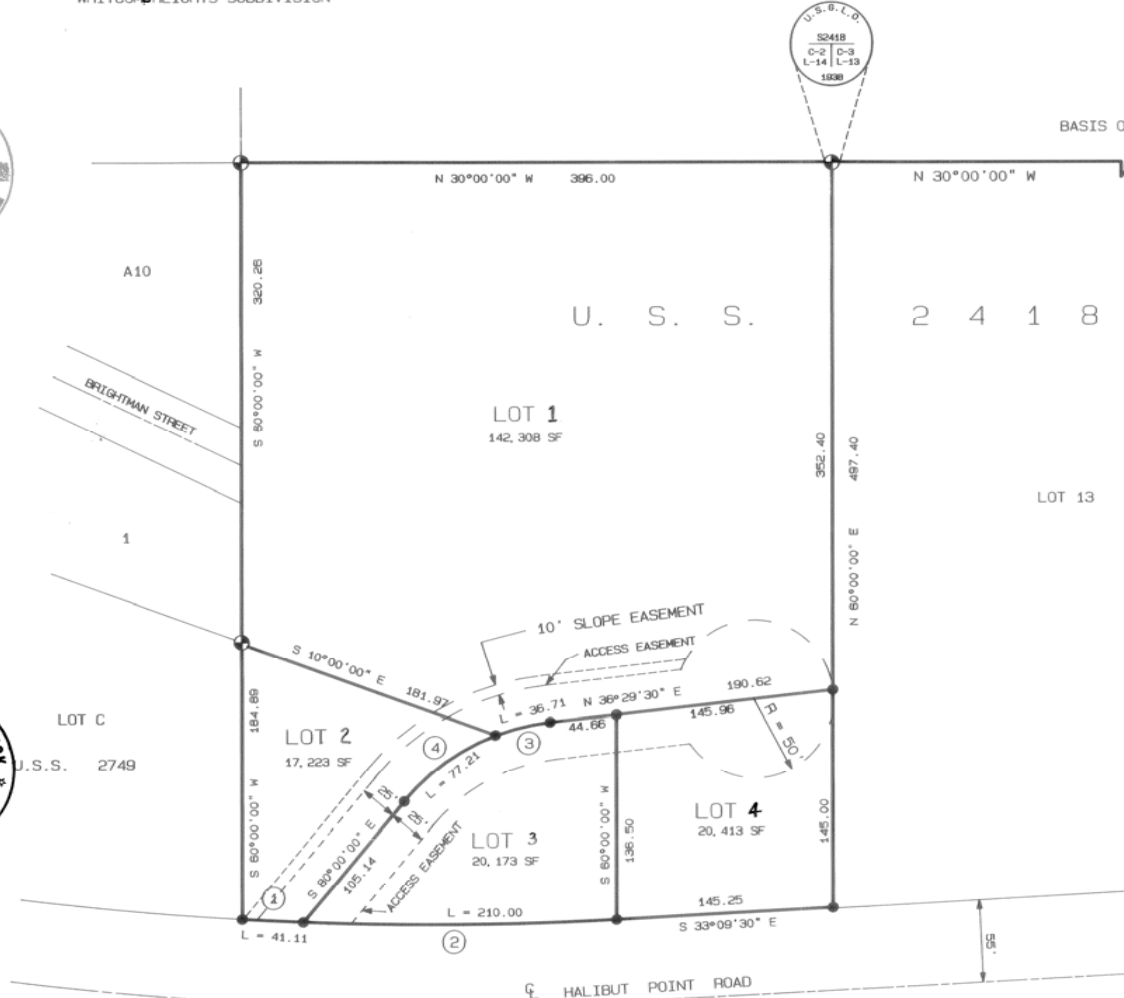 HEIGHTS SUBDIVISION
U.S.G.L.O.
S2418
C-2 C-3
L-14 L-13
1938
BASIS O
N 30°00'00" W 396.00
N 30°00'00" W
A10
320.26
S 60°00'00" W
U. S. S. 2418
BRIGHTMAN STREET
LOT 1
142,308 SF
352.40
497.40
N 60°00'00" E
LOT 13
1
10' SLOPE EASEMENT
ACCESS EASEMENT
S 10°00'00" E 181.97
L = 36.71
N 36°29'30" E
190.62
44.66
145.96
R = 50'
LOT C
U.S.S. 2749
184.89
S 60°00'00" W
LOT 2
17,223 SF
4
3
L = 77.21
25'
25'
S 80°00'00" E
105.14
ACCESS EASEMENT
LOT 3
20,173 SF
S 60°00'00" W
136.50
LOT 4
20,413 SF
145.00
1
L = 41.11
L = 210.00
2
145.25
S 33°09'30" E
55'
℄ HALIBUT POINT ROAD